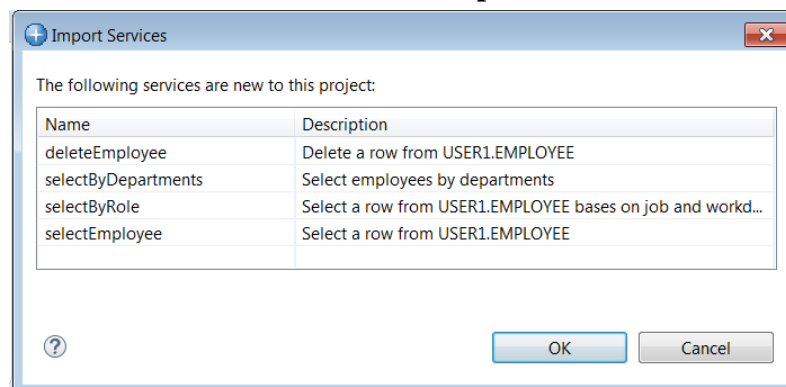 Import Services
The following services are new to this project:
Name Description
deleteEmployee Delete a row from USER1.EMPLOYEE
selectByDepartments Select employees by departments
selectByRole Select a row from USER1.EMPLOYEE bases on job and workd...
selectEmployee Select a row from USER1.EMPLOYEE
? OK Cancel